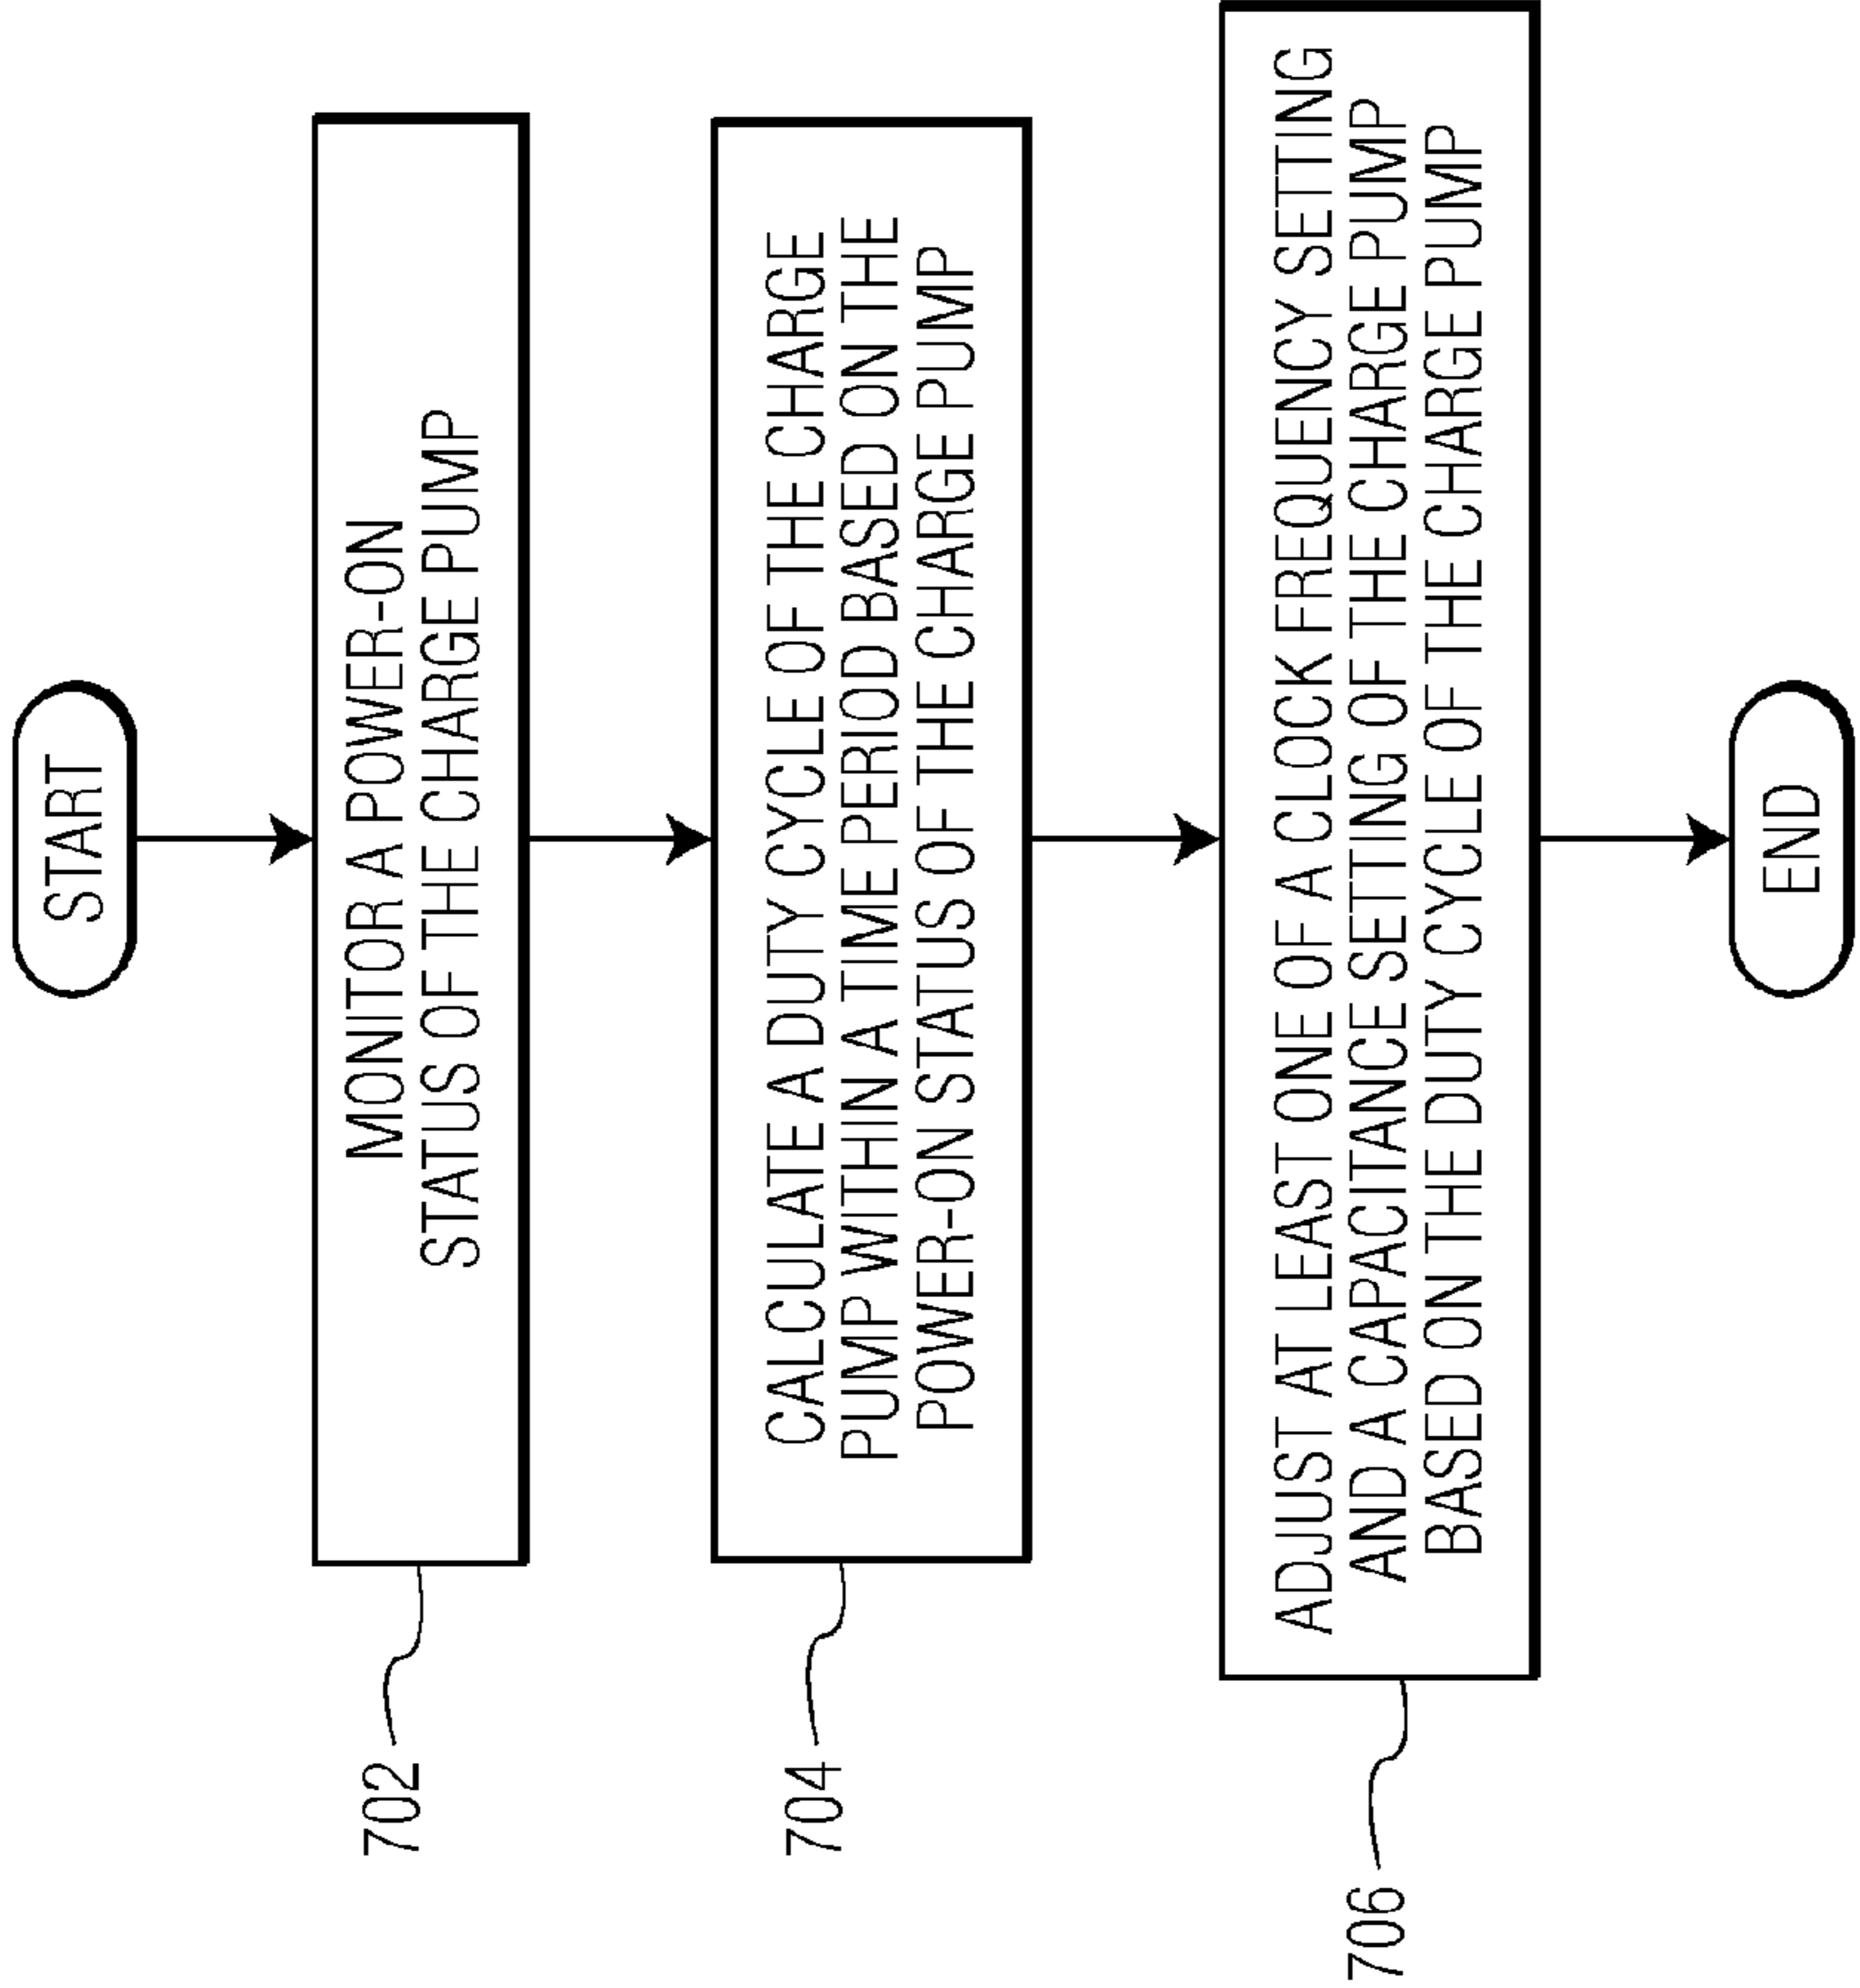 START
702
MONITOR A POWER-ON
STATUS OF THE CHARGE PUMP
704
CALCULATE A DUTY CYCLE OF THE CHARGE
PUMP WITHIN A TIME PERIOD BASED ON THE
POWER-ON STATUS OF THE CHARGE PUMP
706
ADJUST AT LEAST ONE OF A CLOCK FREQUENCY SETTING
AND A CAPACITANCE SETTING OF THE CHARGE PUMP
BASED ON THE DUTY CYCLE OF THE CHARGE PUMP
END